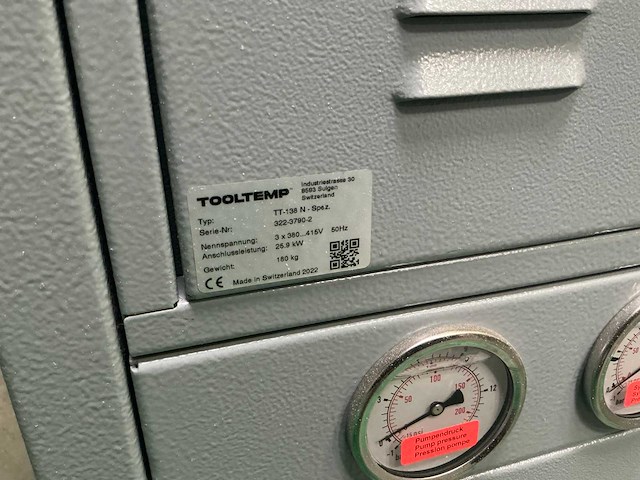 TOOLTEMP
Industriestrasse 30
8583 Sulgen
Switzerland
Typ: TT-138 N - Spez.
Serie-Nr: 322-3790-2
Nennspannung: 3 x 380...415V 50Hz
Anschlussleistung: 26.9 kW
Gewicht: 180 kg
CE Made in Switzerland 2022
3
12
0
50
100
150
200
Pumpendruck
Pump pressure
Pression pompe